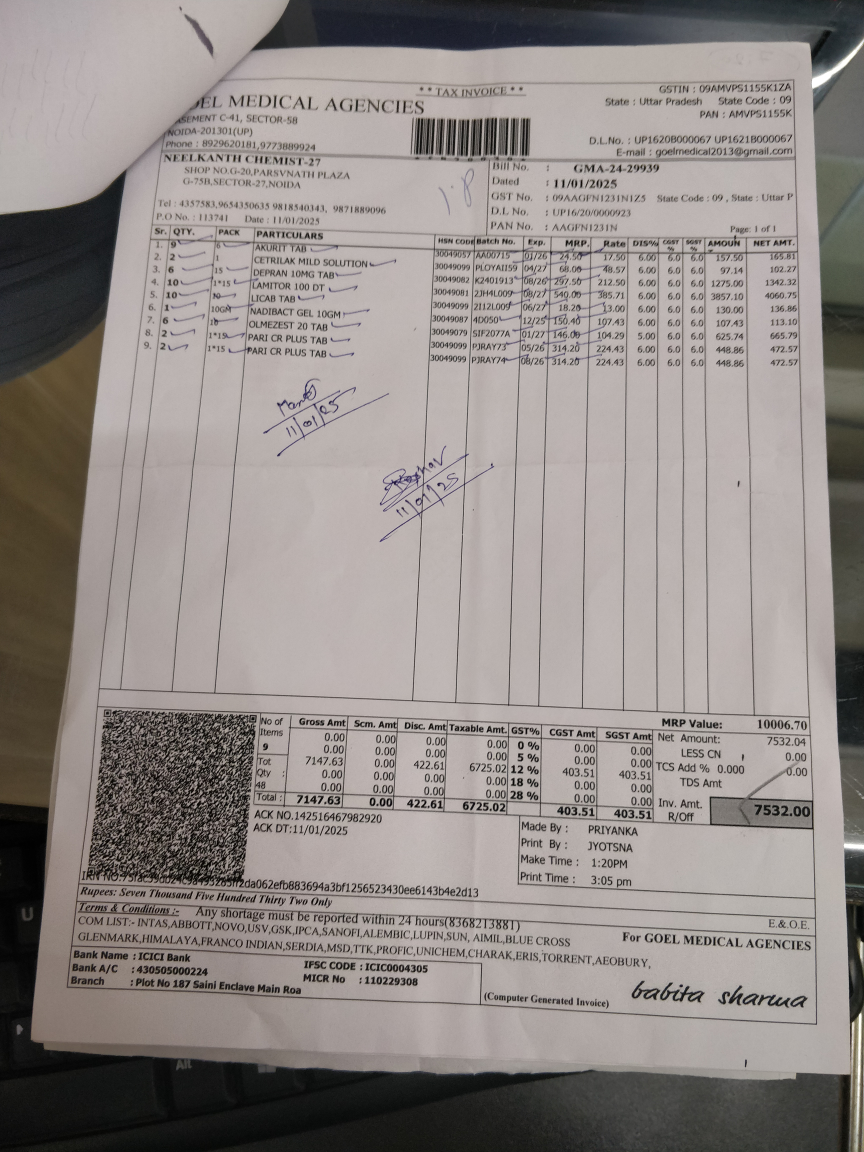 ** TAX INVOICE **
GSTIN : 09AMVPS1155K1ZA
State : Uttar Pradesh State Code : 09
PAN : AMVPS1155K
OEL MEDICAL AGENCIES
ASEMENT C-41, SECTOR-58
NOIDA-201301(UP)
Phone : 8929620181,9773889924
D.L.No. : UP1620B000067 UP1621B000067
E-mail : goelmedical2013@gmail.com
NEELKANTH CHEMIST-27
SHOP NO.G-20,PARSVNATH PLAZA
G-75B,SECTOR-27,NOIDA
Tel : 4357583,9654350635 9818540343, 9871889096
P.O No. : 113741 Date : 11/01/2025
Bill No. : GMA-24-29939
Dated : 11/01/2025
GST No. : 09AAGFN1231N1Z5 State Code : 09 , State : Uttar P
D.L. No. : UP16/20/0000923
PAN No. : AAGFN1231N
Page: 1 of 1
Sr. QTY. PACK PARTICULARS HSN CODE Batch No. Exp. MRP. Rate DIS% CGST % SGST % AMOUN NET AMT.
1. 9 6 AKURIT TAB 30049057 AA00715 01/26 24.50 17.50 6.00 6.0 6.0 157.50 165.81
2. 2 1 CETRILAK MILD SOLUTION 30049099 PLOYAII59 04/27 68.00 48.57 6.00 6.0 6.0 97.14 102.27
3. 6 15 DEPRAN 10MG TAB 30049082 K2401913 08/26 297.50 212.50 6.00 6.0 6.0 1275.00 1342.32
4. 10 1*15 LAMITOR 100 DT 30049081 2JH4L009 08/27 540.00 385.71 6.00 6.0 6.0 3857.10 4060.75
5. 10 LICAB TAB 30049099 2I12L009 06/27 18.20 13.00 6.00 6.0 6.0 130.00 136.86
6. 1 10GM NADIBACT GEL 10GM 30049087 4D050 12/25 150.40 107.43 6.00 6.0 6.0 107.43 113.10
7. 6 OLMEZEST 20 TAB 30049079 SIF2077A 01/27 146.00 104.29 5.00 6.0 6.0 625.74 665.79
8. 2 1*15 PARI CR PLUS TAB 30049099 PJRAY73 05/26 314.20 224.43 6.00 6.0 6.0 448.86 472.57
9. 2 1*15 PARI CR PLUS TAB 30049099 PJRAY74 08/26 314.20 224.43 6.00 6.0 6.0 448.86 472.57
11/01/25
11/01/25
No of Items 9
Tot Qty : 48
Gross Amt Scm. Amt Disc. Amt Taxable Amt. GST% CGST Amt SGST Amt
0.00 0.00 0.00 0.00 0 % 0.00 0.00
0.00 0.00 0.00 0.00 5 % 0.00 0.00
7147.63 0.00 422.61 6725.02 12 % 403.51 403.51
0.00 0.00 0.00 0.00 18 % 0.00 0.00
0.00 0.00 0.00 0.00 28 % 0.00 0.00
Total : 7147.63 0.00 422.61 6725.02 403.51 403.51
MRP Value: 10006.70
Net Amount: 7532.04
LESS CN 0.00
TCS Add % 0.000 0.00
TDS Amt
Inv. Amt. R/Off 7532.00
ACK NO.142516467982920
ACK DT:11/01/2025
Made By : PRIYANKA
Print By : JYOTSNA
Make Time : 1:20PM
Print Time : 3:05 pm
Rupees: Seven Thousand Five Hundred Thirty Two Only
Terms & Conditions :- Any shortage must be reported within 24 hours(8368213881)
E.& O.E.
COM LIST:- INTAS,ABBOTT,NOVO,USV,GSK,IPCA,SANOFI,ALEMBIC,LUPIN,SUN, AIMIL,BLUE CROSS
GLENMARK,HIMALAYA,FRANCO INDIAN,SERDIA,MSD,TTK,PROFIC,UNICHEM,CHARAK,ERIS,TORRENT,AEOBURY,
For GOEL MEDICAL AGENCIES
Bank Name : ICICI Bank
Bank A/C : 430505000224
Branch : Plot No 187 Saini Enclave Main Roa
IFSC CODE : ICIC0004305
MICR No : 110229308
(Computer Generated Invoice)
babita sharma
U
Alt